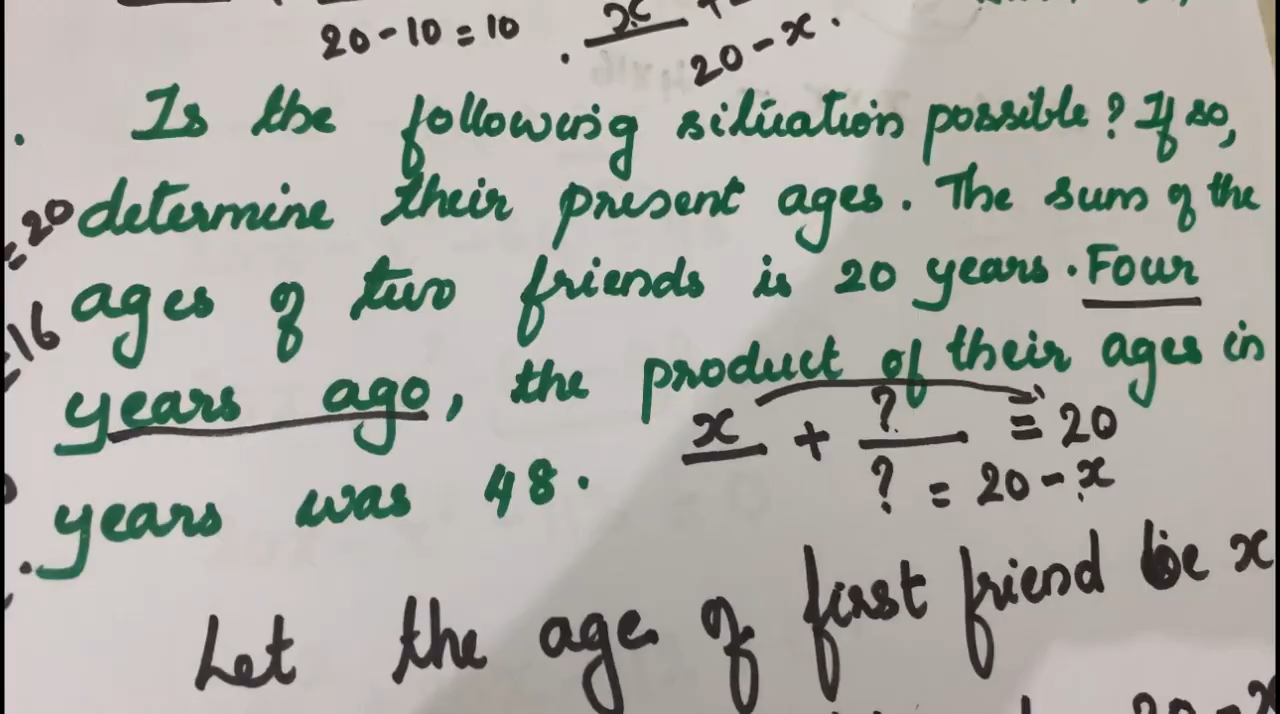 20-10=10 . x
20-x.
. Is the following situation possible? If so,
=20 determine their present ages. The sum of the
ages of two friends is 20 years. Four
-16
years ago, the product of their ages in
x + ? = 20
years was 48. ? = 20-x
Let the age of first friend be x
20-x